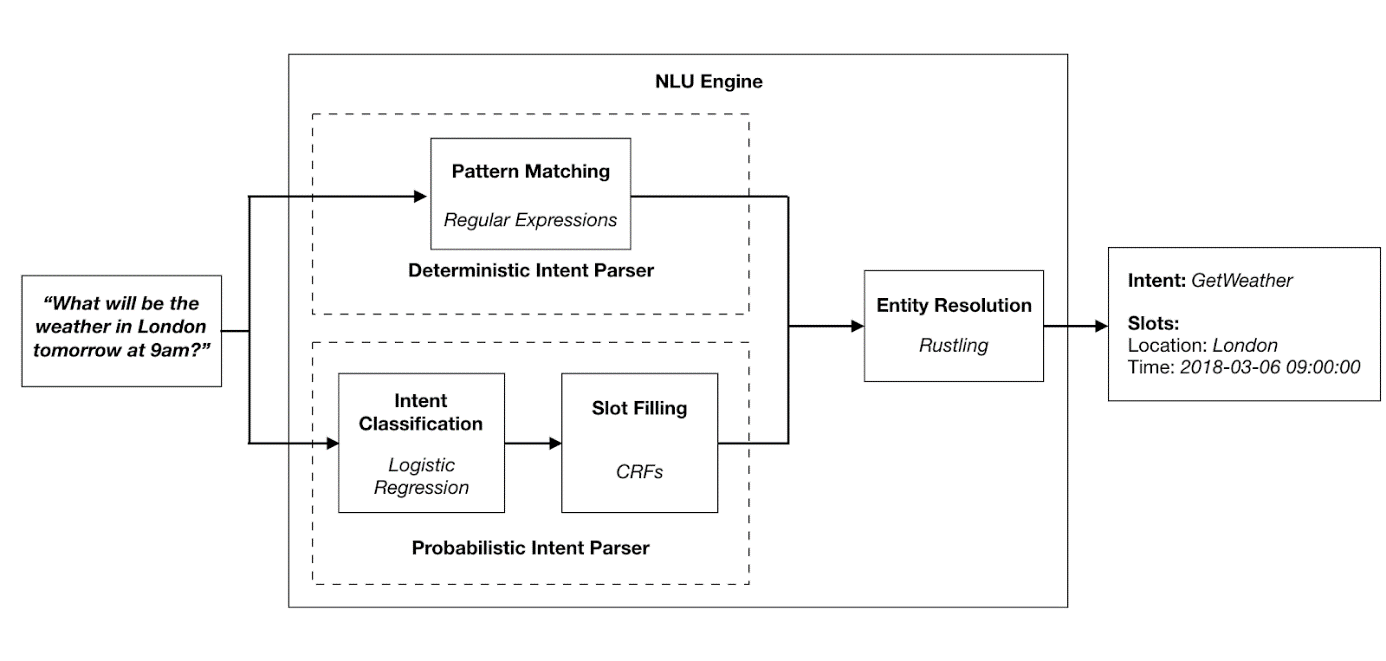 NLU Engine
Pattern Matching
Regular Expressions
Deterministic Intent Parser
“What will be the
weather in London
tomorrow at 9am?”
Intent
Classification
Logistic
Regression
Slot Filling
CRFs
Probabilistic Intent Parser
Entity Resolution
Rustling
Intent: GetWeather
Slots:
Location: London
Time: 2018-03-06 09:00:00